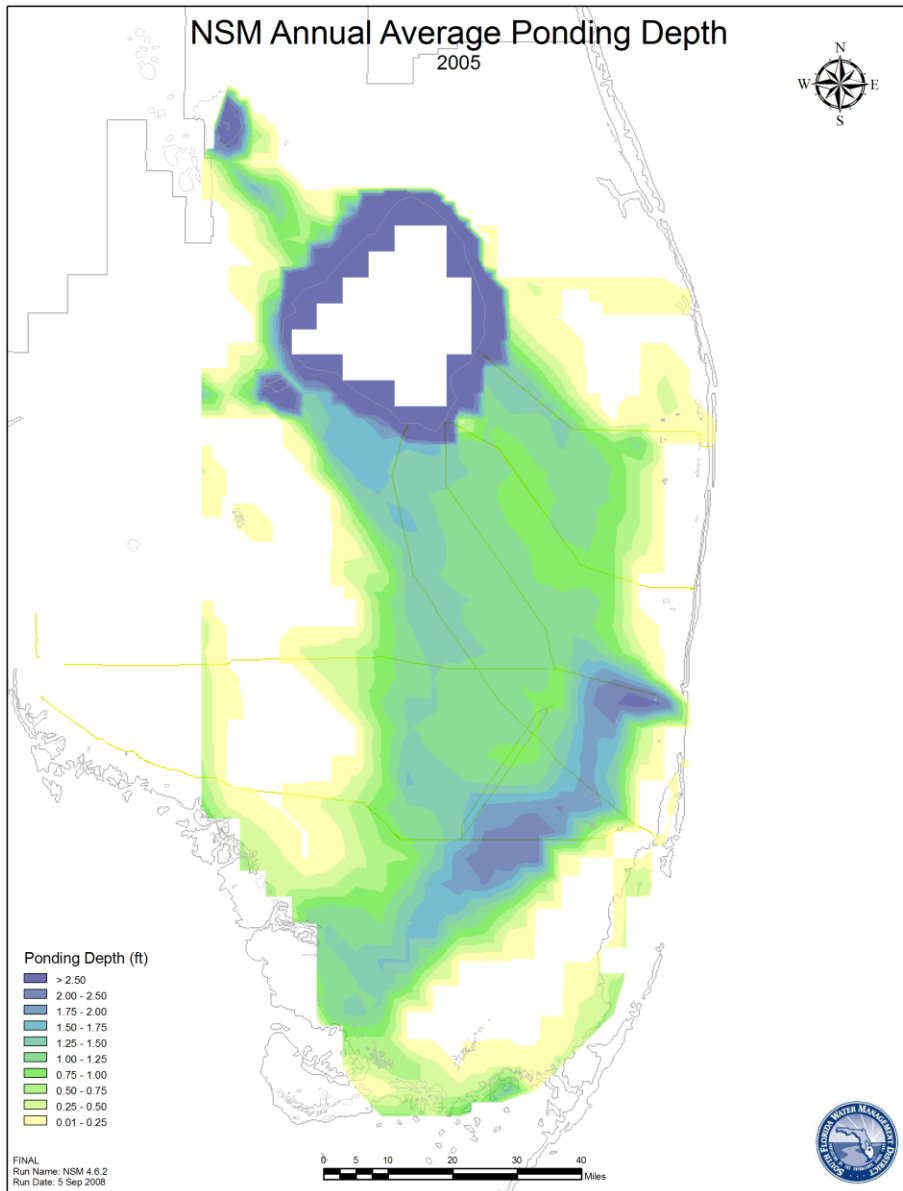 NSM Annual Average Ponding Depth
2005
N
W
E
S
Ponding Depth (ft)
> 2.50
2.00 - 2.50
1.75 - 2.00
1.50 - 1.75
1.25 - 1.50
1.00 - 1.25
0.75 - 1.00
0.50 - 0.75
0.25 - 0.50
0.01 - 0.25
FINAL
Run Name: NSM 4.6.2
Run Date: 5 Sep 2008
0 5 10 20 30 40
Miles
SOUTH FLORIDA WATER MANAGEMENT DISTRICT